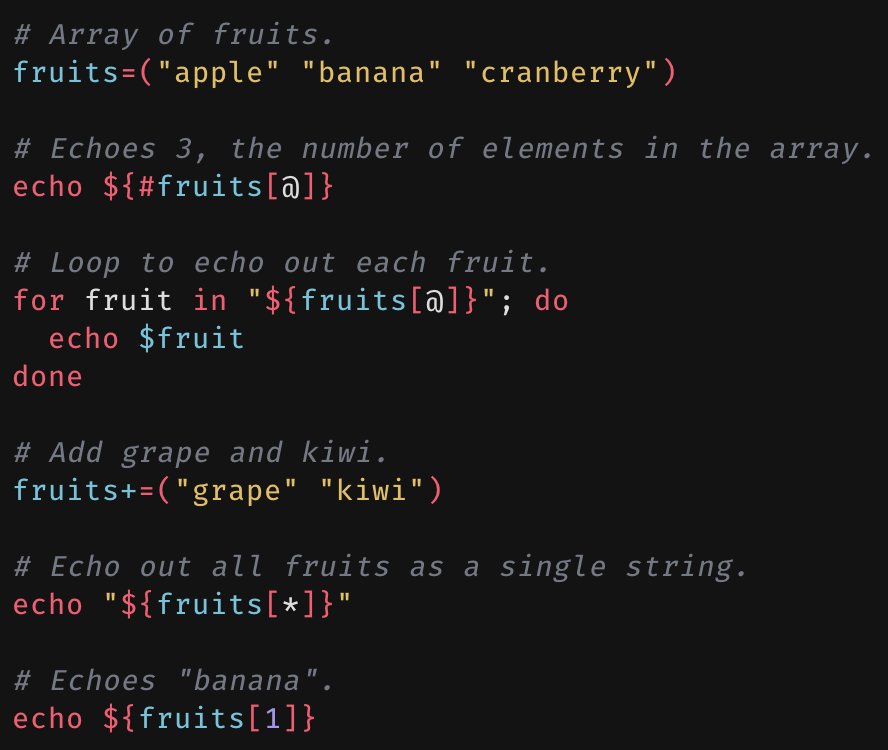 # Array of fruits.
fruits=("apple" "banana" "cranberry")
# Echoes 3, the number of elements in the array.
echo ${#fruits[@]}
# Loop to echo out each fruit.
for fruit in "${fruits[@]}"; do
  echo $fruit
done
# Add grape and kiwi.
fruits+=("grape" "kiwi")
# Echo out all fruits as a single string.
echo "${fruits[*]}"
# Echoes "banana".
echo ${fruits[1]}